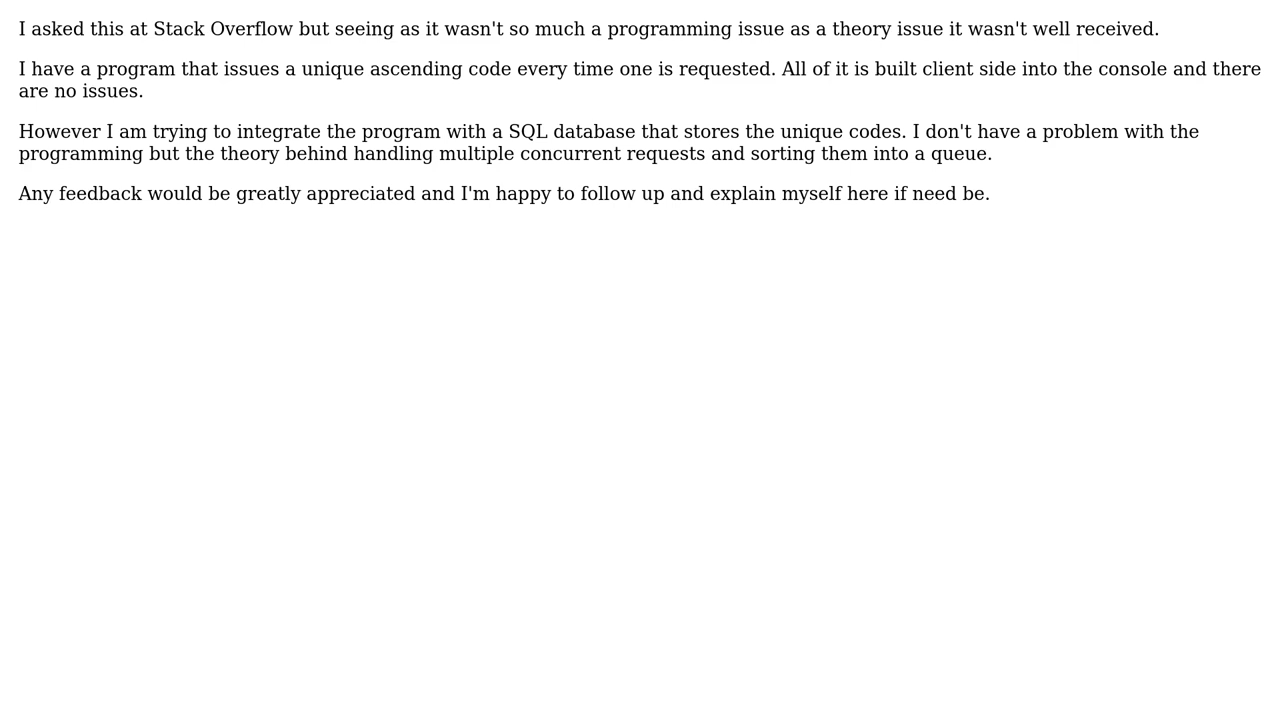 I asked this at Stack Overflow but seeing as it wasn't so much a programming issue as a theory issue it wasn't well received.
I have a program that issues a unique ascending code every time one is requested. All of it is built client side into the console and there
are no issues.
However I am trying to integrate the program with a SQL database that stores the unique codes. I don't have a problem with the
programming but the theory behind handling multiple concurrent requests and sorting them into a queue.
Any feedback would be greatly appreciated and I'm happy to follow up and explain myself here if need be.